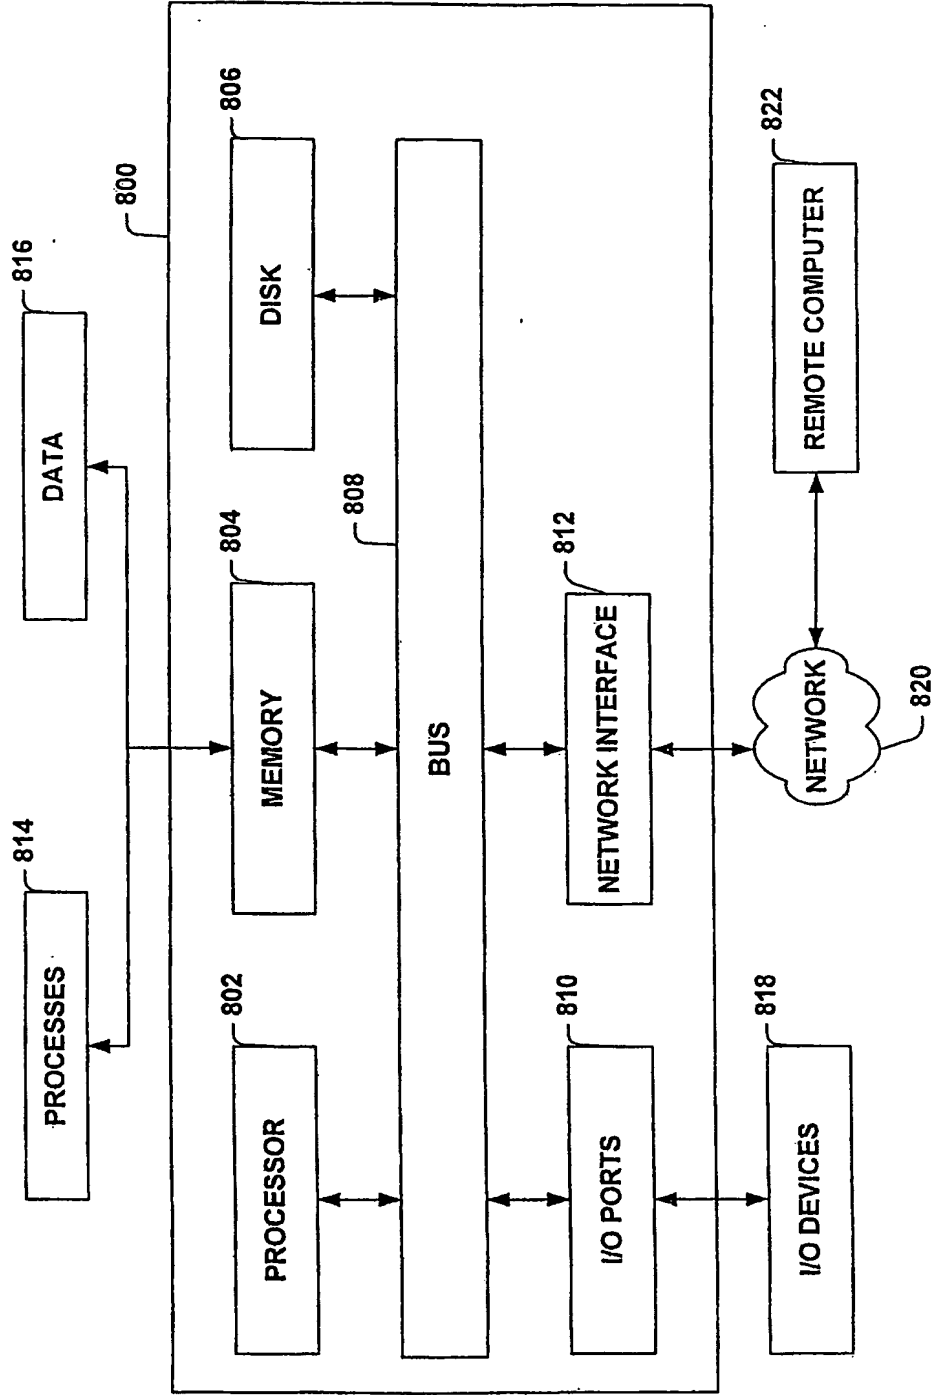 PROCESSES
814
DATA
816
800
PROCESSOR
802
MEMORY
804
DISK
806
808
BUS
I/O PORTS
810
NETWORK INTERFACE
812
I/O DEVICES
818
NETWORK
820
REMOTE COMPUTER
822